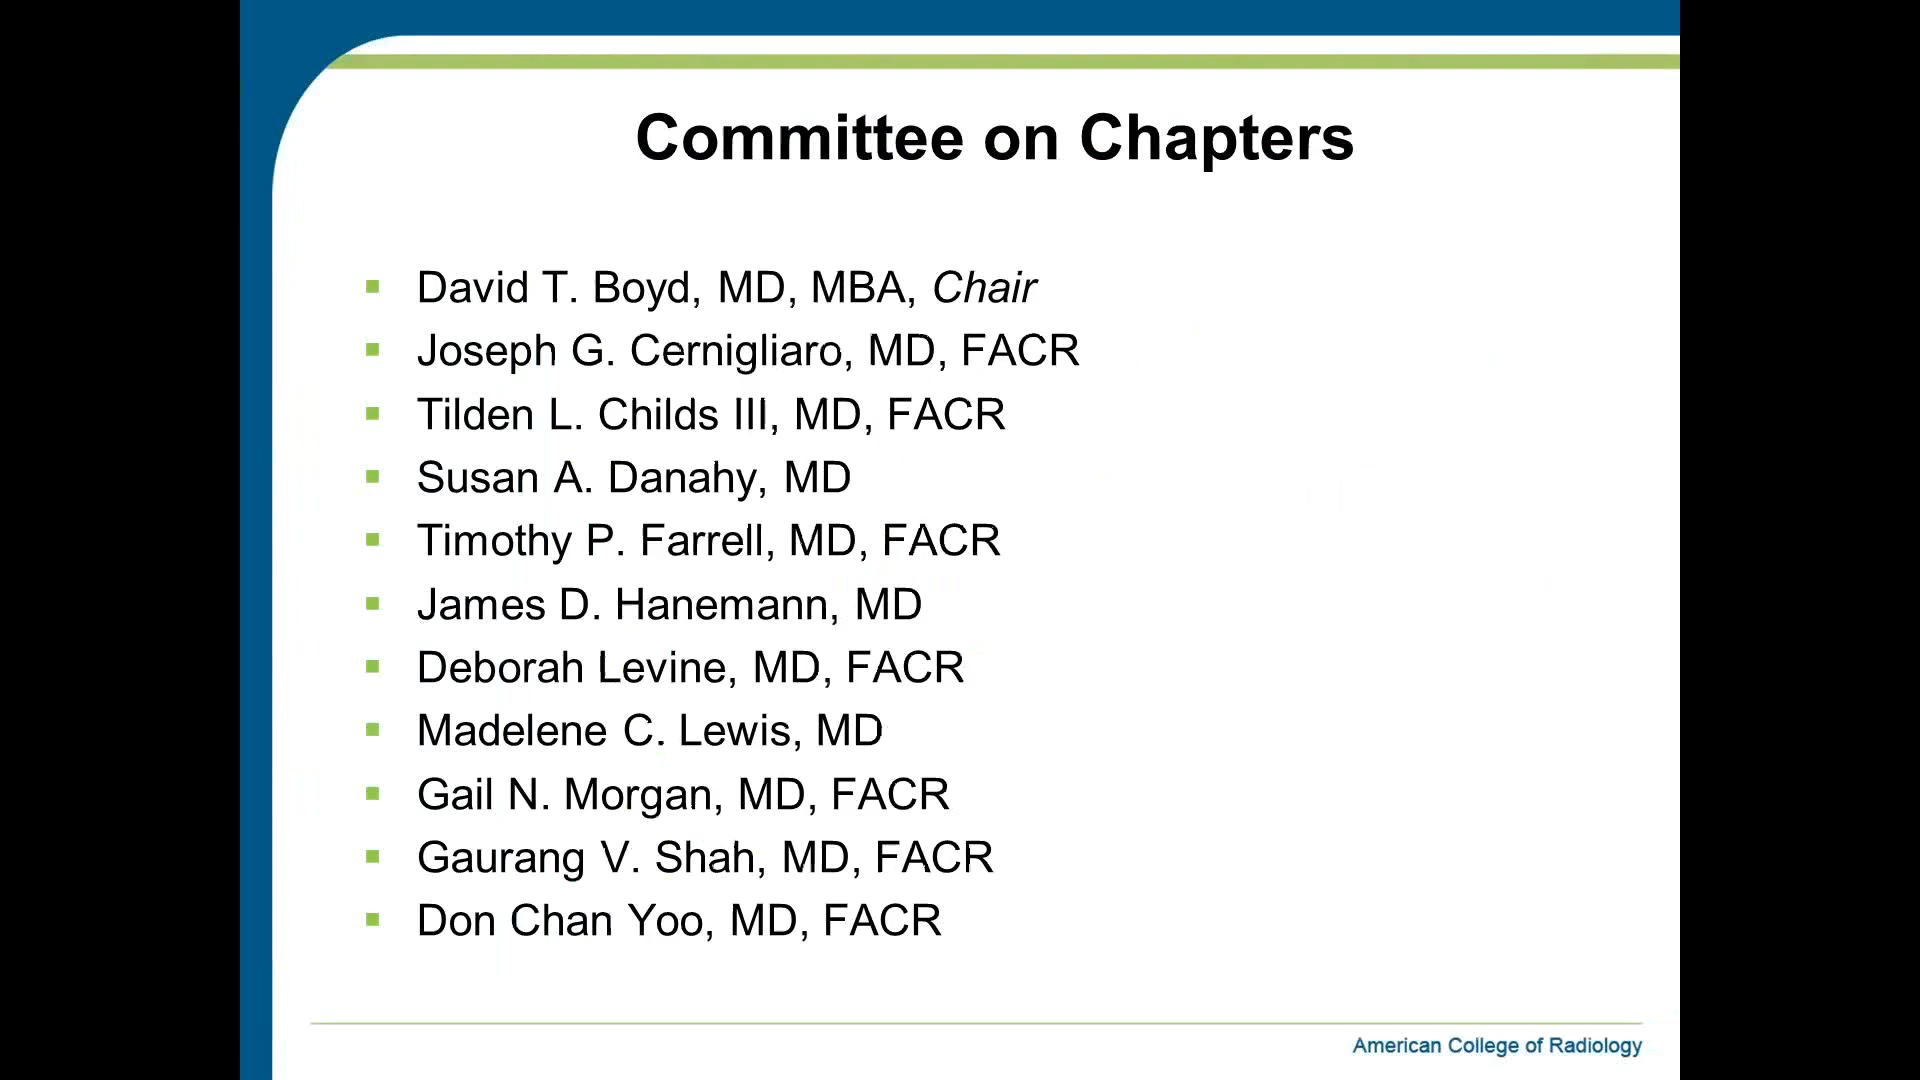 Committee on Chapters
David T. Boyd, MD, MBA, Chair
Joseph G. Cernigliaro, MD, FACR
Tilden L. Childs III, MD, FACR
Susan A. Danahy, MD
Timothy P. Farrell, MD, FACR
James D. Hanemann, MD
Deborah Levine, MD, FACR
Madelene C. Lewis, MD
Gail N. Morgan, MD, FACR
Gaurang V. Shah, MD, FACR
Don Chan Yoo, MD, FACR
American College of Radiology